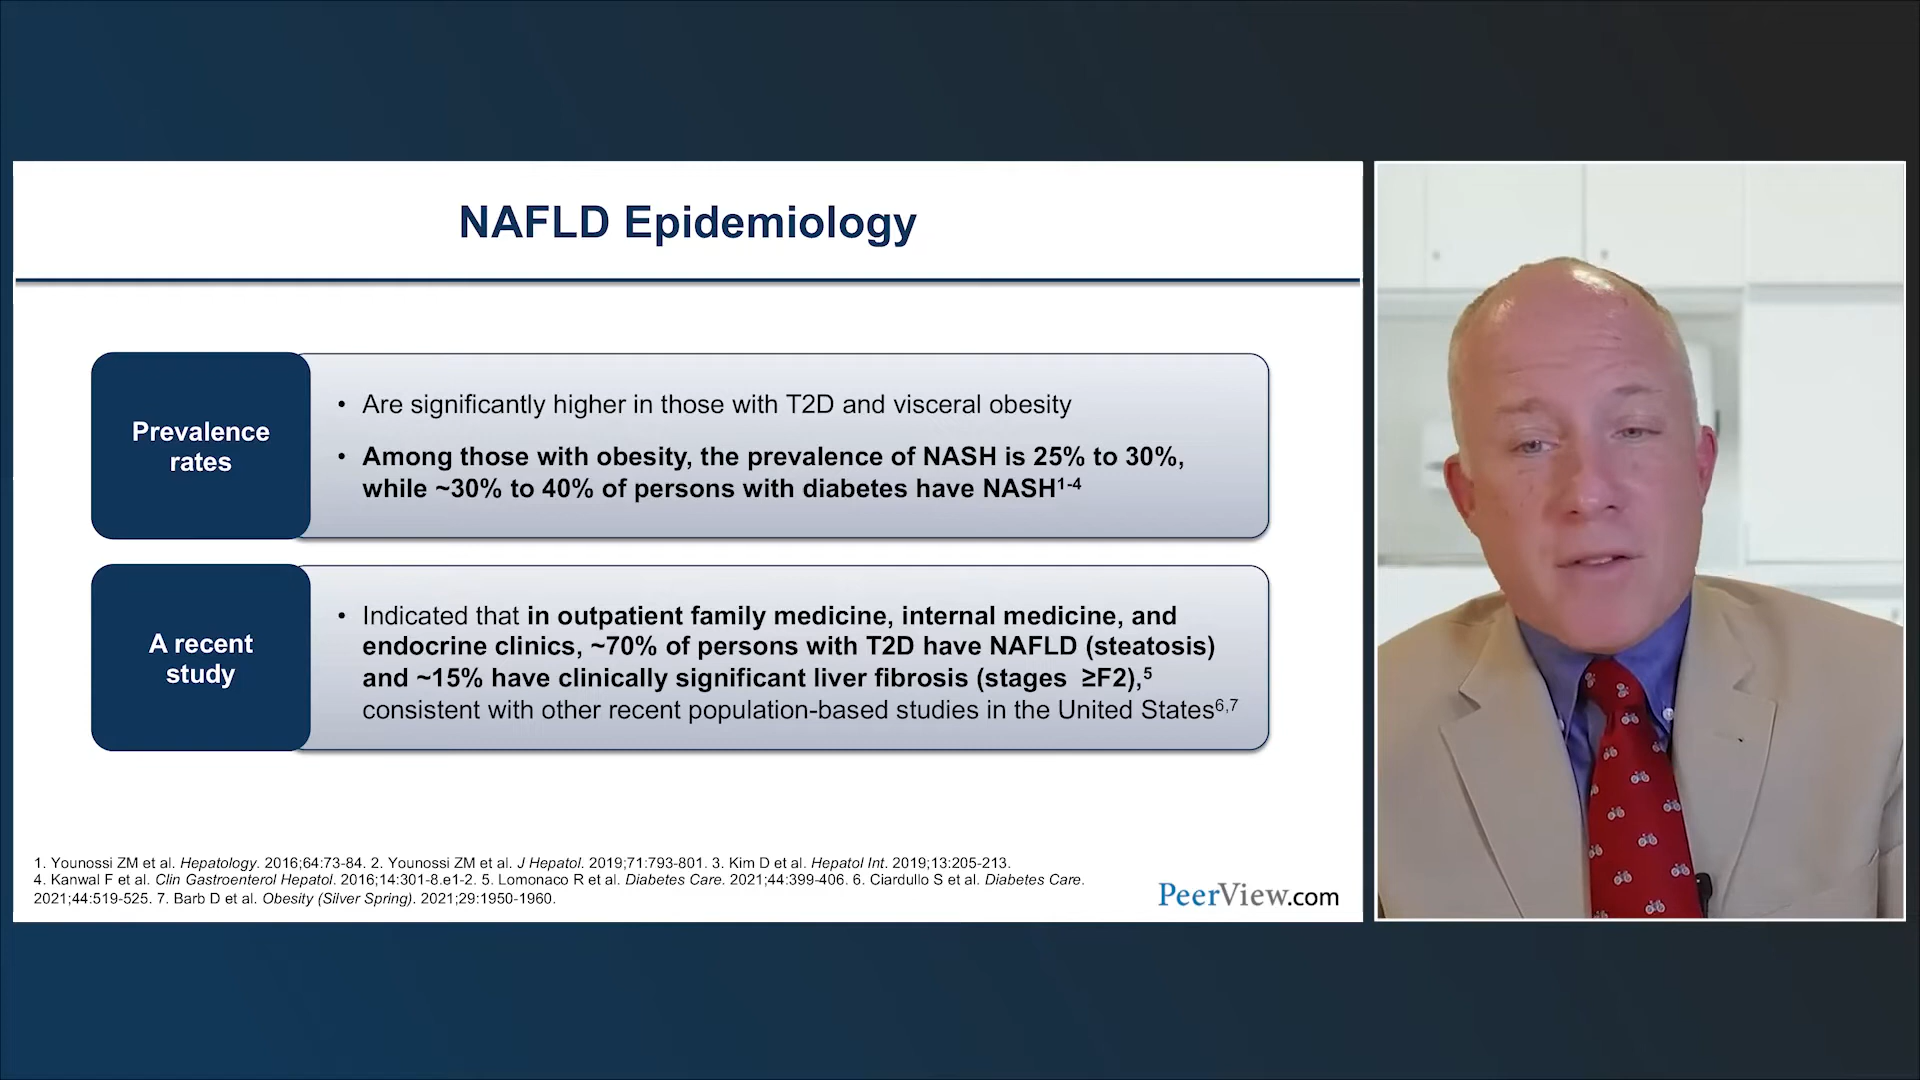 NAFLD Epidemiology
Prevalence
rates
• Are significantly higher in those with T2D and visceral obesity
• Among those with obesity, the prevalence of NASH is 25% to 30%,
while ~30% to 40% of persons with diabetes have NASH1-4
A recent
study
• Indicated that in outpatient family medicine, internal medicine, and
endocrine clinics, ~70% of persons with T2D have NAFLD (steatosis)
and ~15% have clinically significant liver fibrosis (stages ≥F2),5
consistent with other recent population-based studies in the United States6,7
1. Younossi ZM et al. Hepatology. 2016;64:73-84. 2. Younossi ZM et al. J Hepatol. 2019;71:793-801. 3. Kim D et al. Hepatol Int. 2019;13:205-213.
4. Kanwal F et al. Clin Gastroenterol Hepatol. 2016;14:301-8.e1-2. 5. Lomonaco R et al. Diabetes Care. 2021;44:399-406. 6. Ciardullo S et al. Diabetes Care.
2021;44:519-525. 7. Barb D et al. Obesity (Silver Spring). 2021;29:1950-1960.
PeerView.com